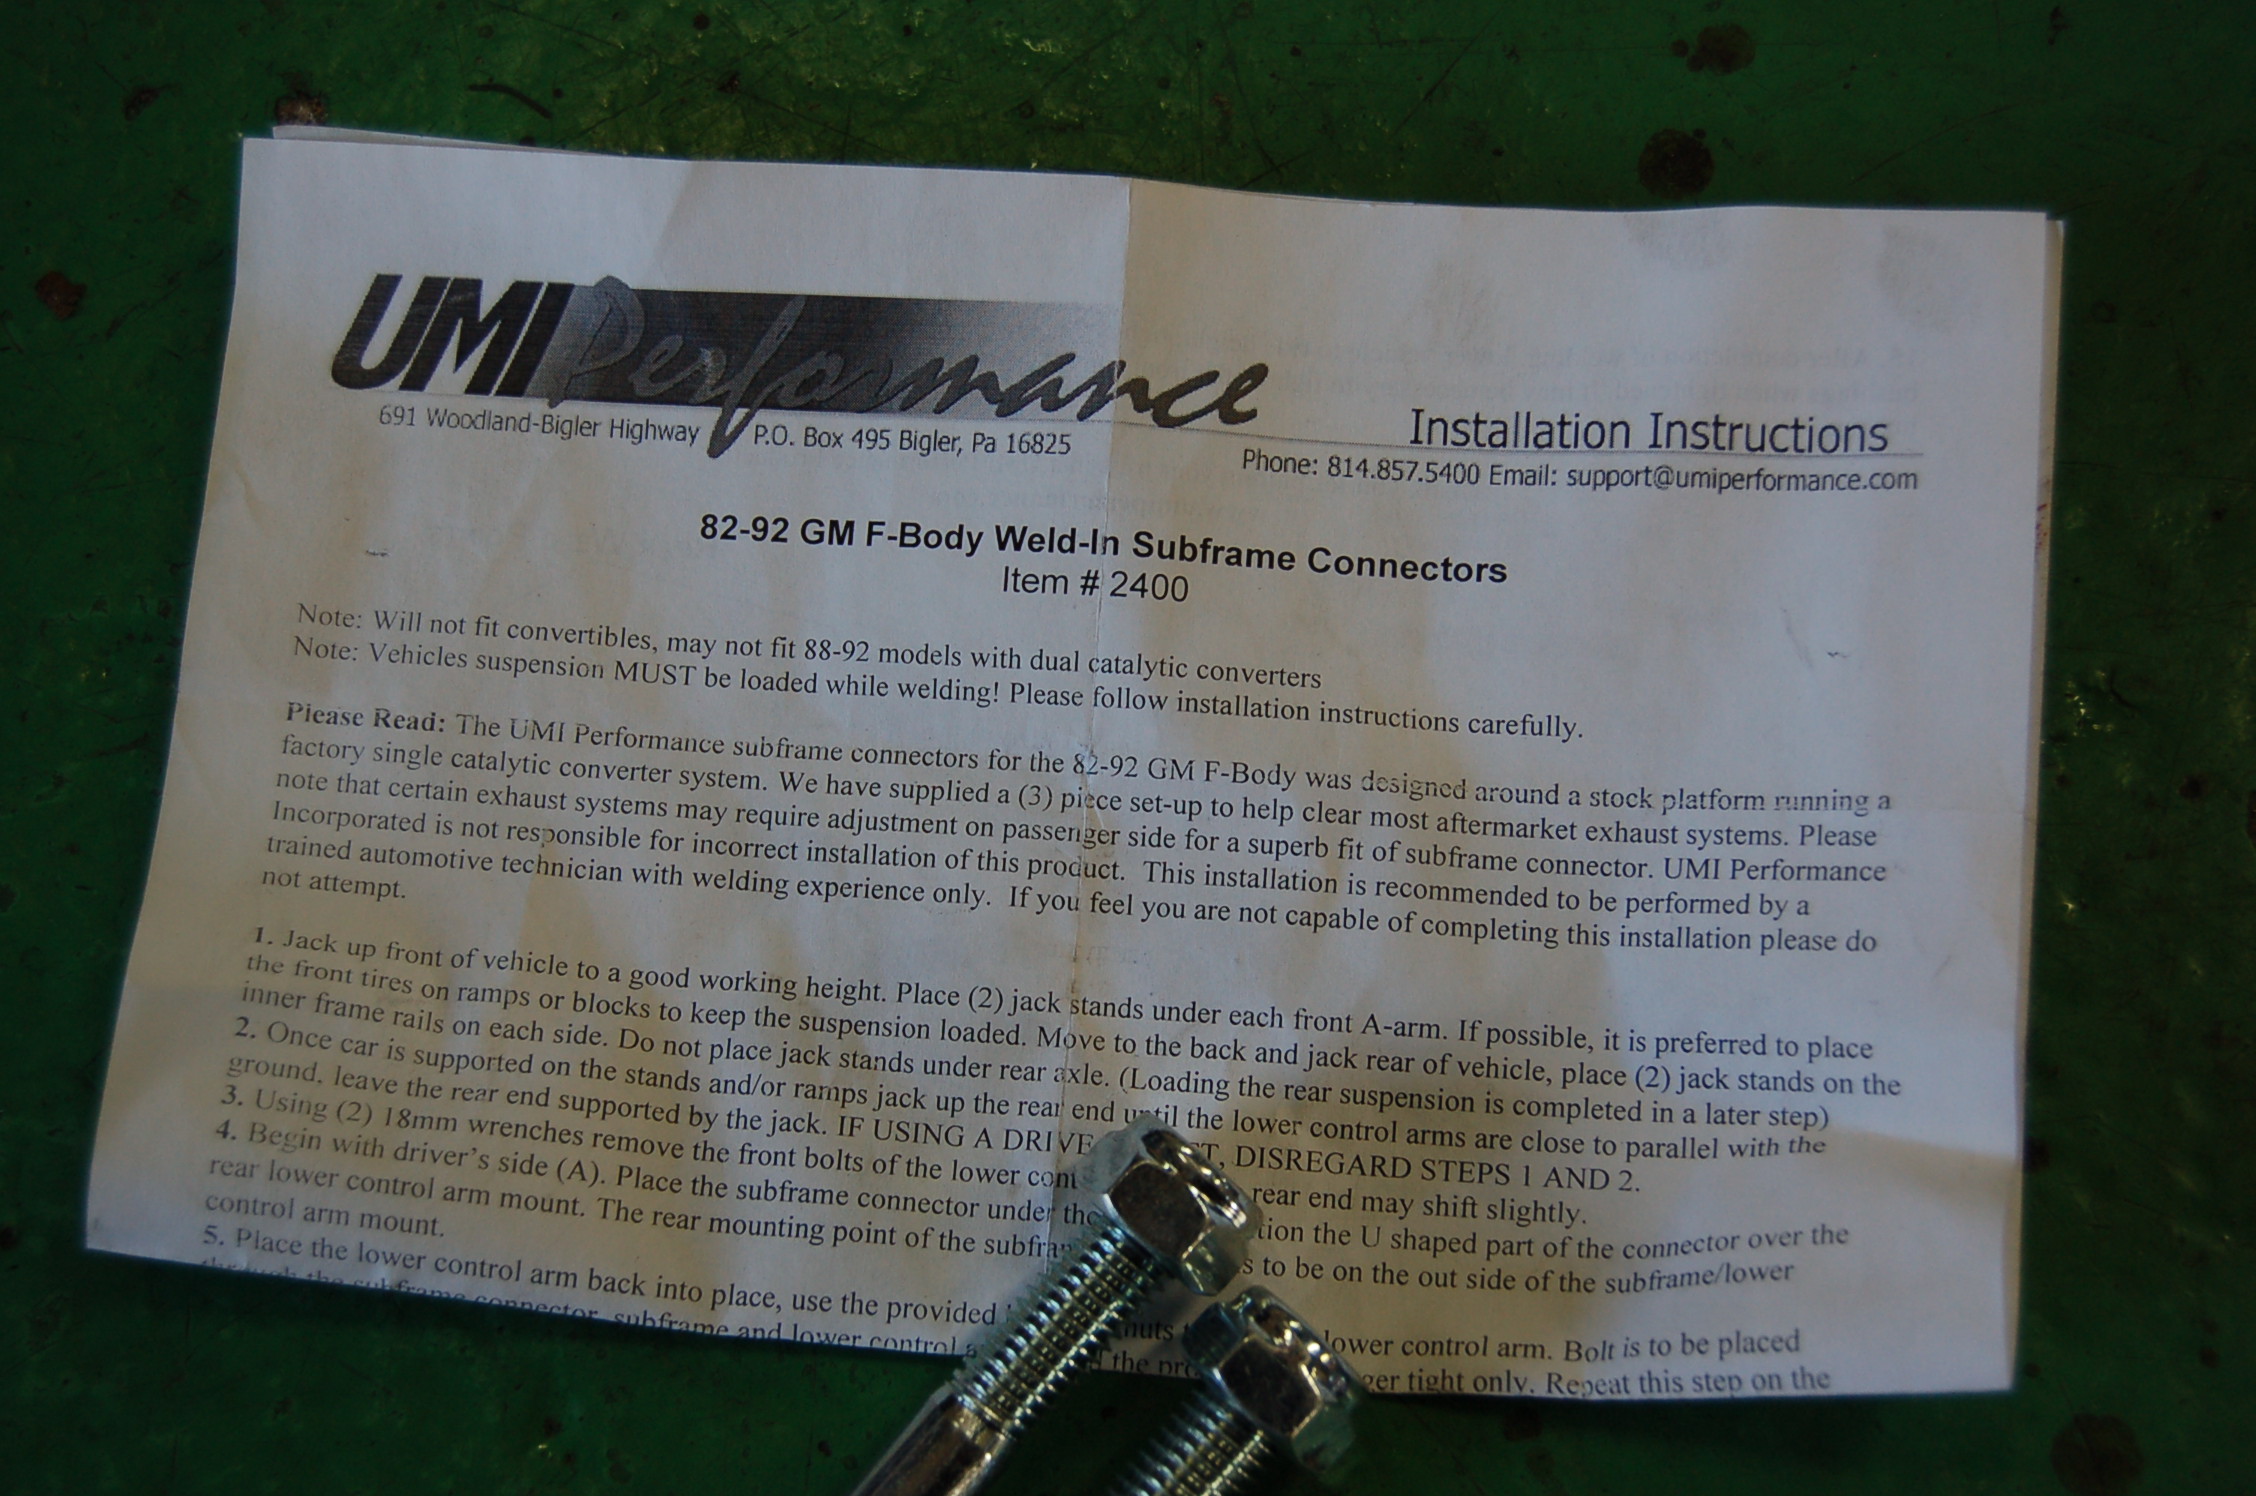 UMI Performance
691 Woodland-Bigler Highway P.O. Box 495 Bigler, Pa 16825
Installation Instructions
Phone: 814.857.5400 Email: support@umiperformance.com
82-92 GM F-Body Weld-In Subframe Connectors
Item # 2400
Note: Will not fit convertibles, may not fit 88-92 models with dual catalytic converters
Note: Vehicles suspension MUST be loaded while welding! Please follow installation instructions carefully.
Please Read: The UMI Performance subframe connectors for the 82-92 GM F-Body was designed around a stock platform running a
factory single catalytic converter system. We have supplied a (3) piece set-up to help clear most aftermarket exhaust systems. Please
note that certain exhaust systems may require adjustment on passenger side for a superb fit of subframe connector. UMI Performance
Incorporated is not responsible for incorrect installation of this product. This installation is recommended to be performed by a
trained automotive technician with welding experience only. If you feel you are not capable of completing this installation please do
not attempt.
1. Jack up front of vehicle to a good working height. Place (2) jack stands under each front A-arm. If possible, it is preferred to place
the front tires on ramps or blocks to keep the suspension loaded. Move to the back and jack rear of vehicle, place (2) jack stands on the
inner frame rails on each side. Do not place jack stands under rear axle. (Loading the rear suspension is completed in a later step)
2. Once car is supported on the stands and/or ramps jack up the rear end until the lower control arms are close to parallel with the
ground, leave the rear end supported by the jack. IF USING A DRIVE T, DISREGARD STEPS 1 AND 2.
3. Using (2) 18mm wrenches remove the front bolts of the lower cont rear end may shift slightly.
4. Begin with driver's side (A). Place the subframe connector under the tion the U shaped part of the connector over the
rear lower control arm mount. The rear mounting point of the subfra s to be on the out side of the subframe/lower
control arm mount.
5. Place the lower control arm back into place, use the provided nuts lower control arm. Bolt is to be placed
through the subframe connector, subframe and lower control a the pr ger tight only. Repeat this step on the